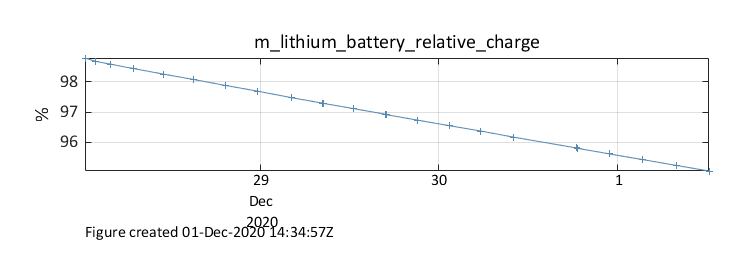 m_lithium_battery_relative_charge
98
97
96
%
29
30
1
Dec
2020
Figure created 01-Dec-2020 14:34:57Z